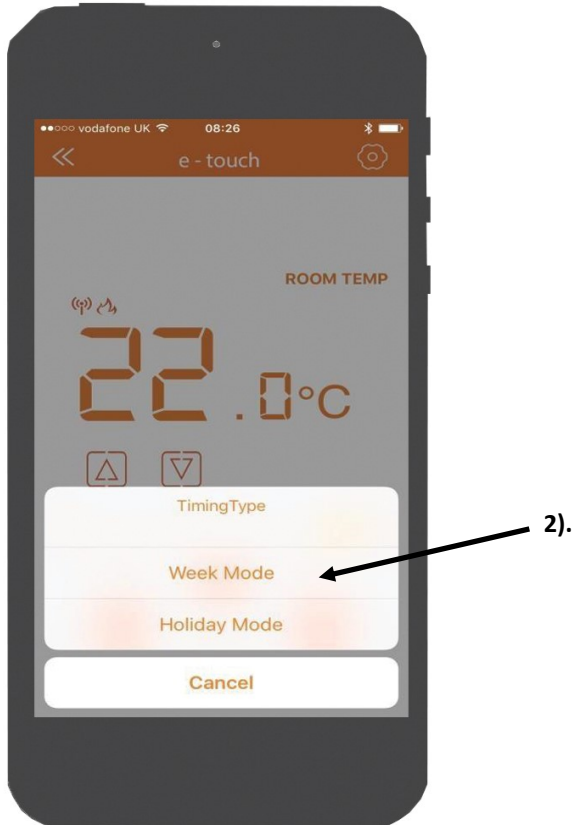 ●●○○○ vodafone UK 08:26
e - touch
ROOM TEMP
22.0°C
TimingType
Week Mode
2).
Holiday Mode
Cancel